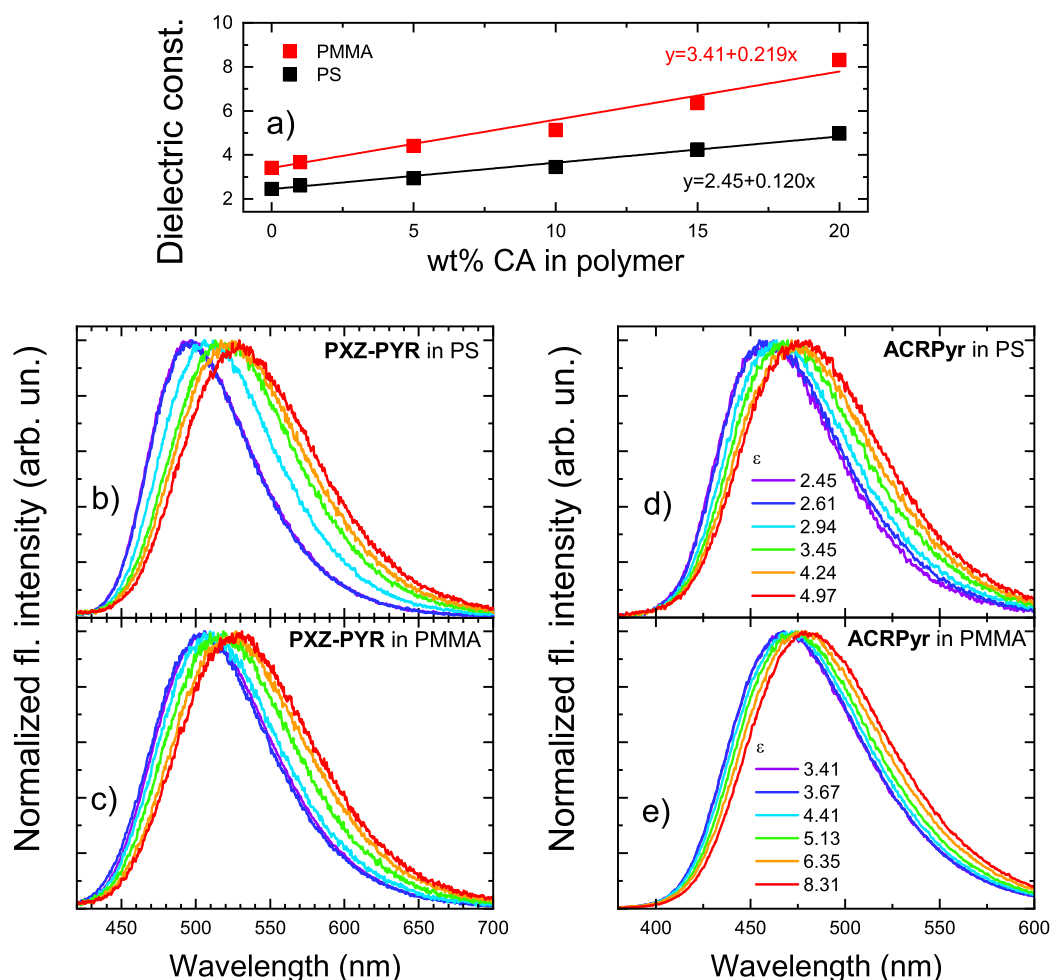 10
8
6
4
2
Dielectric const.
PMMA
PS
a)
y=3.41+0.219x
y=2.45+0.120x
0 5 10 15 20
wt% CA in polymer
Normalized fl. intensity (arb. un.)
PXZ-PYR in PS
b)
PXZ-PYR in PMMA
c)
450 500 550 600 650 700
Wavelength (nm)
Normalized fl. intensity (arb. un.)
ACRPyr in PS
d)
ε
2.45
2.61
2.94
3.45
4.24
4.97
ACRPyr in PMMA
e)
ε
3.41
3.67
4.41
5.13
6.35
8.31
400 450 500 550 600
Wavelength (nm)